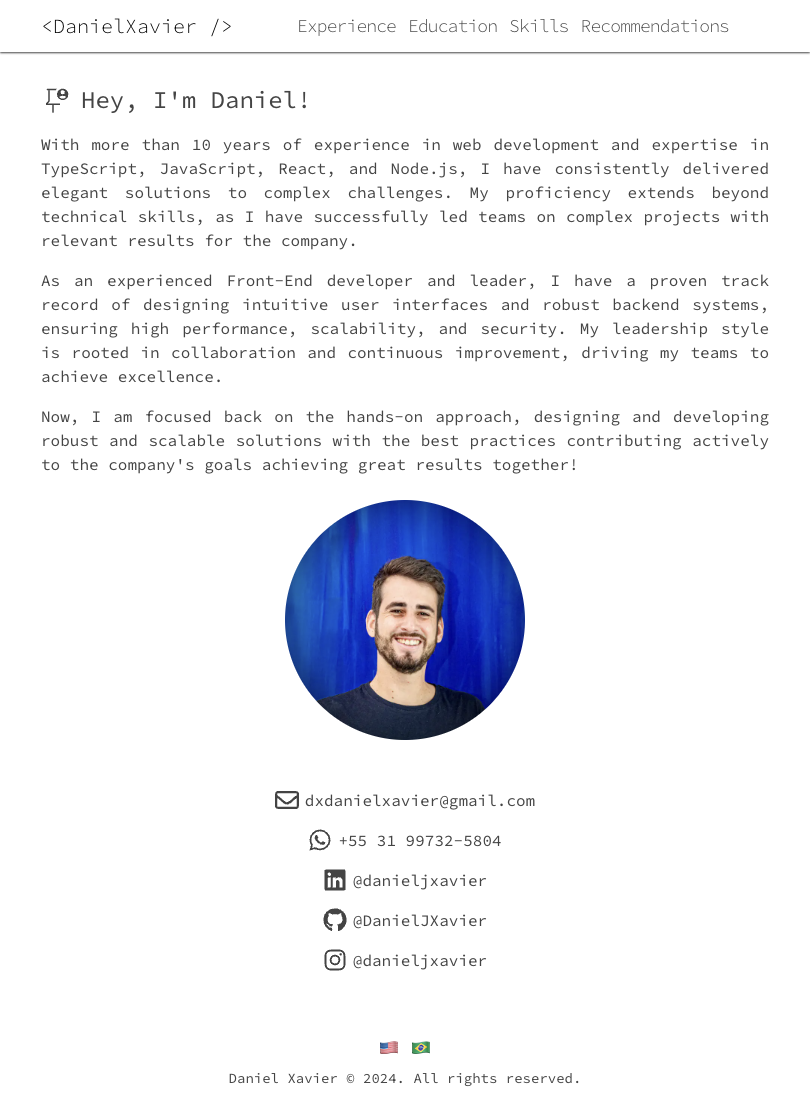 <DanielXavier />
Experience Education Skills Recommendations
Hey, I'm Daniel!
With more than 10 years of experience in web development and expertise in
TypeScript, JavaScript, React, and Node.js, I have consistently delivered
elegant solutions to complex challenges. My proficiency extends beyond
technical skills, as I have successfully led teams on complex projects with
relevant results for the company.
As an experienced Front-End developer and leader, I have a proven track
record of designing intuitive user interfaces and robust backend systems,
ensuring high performance, scalability, and security. My leadership style
is rooted in collaboration and continuous improvement, driving my teams to
achieve excellence.
Now, I am focused back on the hands-on approach, designing and developing
robust and scalable solutions with the best practices contributing actively
to the company's goals achieving great results together!
dxdanielxavier@gmail.com
+55 31 99732-5804
@danieljxavier
@DanielJXavier
@danieljxavier
Daniel Xavier © 2024. All rights reserved.